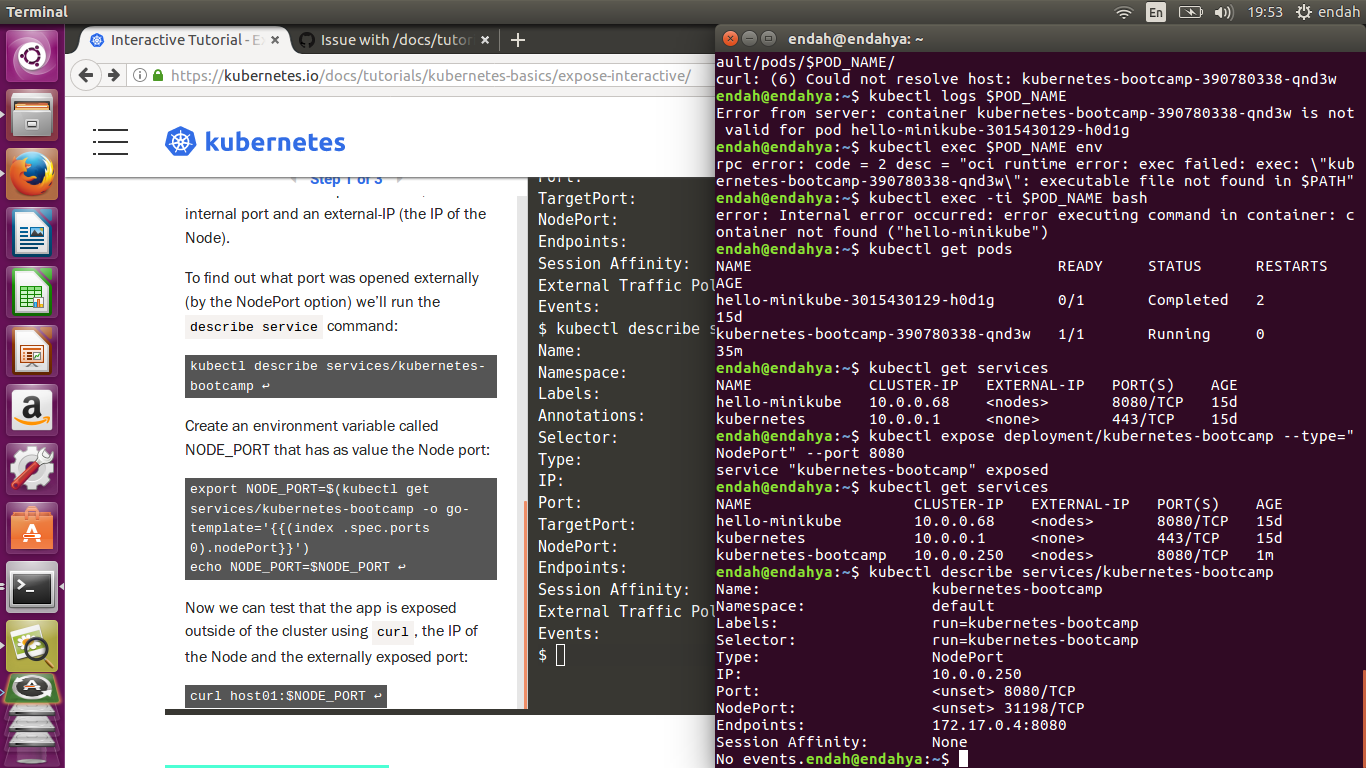 Terminal
En
19:53
endah
Interactive Tutorial - E
Issue with /docs/tutor
https://kubernetes.io/docs/tutorials/kubernetes-basics/expose-interactive/
kubernetes
Step 1 of 3
internal port and an external-IP (the IP of the
Node).
To find out what port was opened externally
(by the NodePort option) we'll run the
describe service command:
kubectl describe services/kubernetes-
bootcamp ↩
Create an environment variable called
NODE_PORT that has as value the Node port:
export NODE_PORT=$(kubectl get
services/kubernetes-bootcamp -o go-
template='{{(index .spec.ports
0).nodePort}}')
echo NODE_PORT=$NODE_PORT ↩
Now we can test that the app is exposed
outside of the cluster using curl, the IP of
the Node and the externally exposed port:
curl host01:$NODE_PORT ↩
Port:
TargetPort:
NodePort:
Endpoints:
Session Affinity:
External Traffic Pol
Events:
$ kubectl describe s
Name:
Namespace:
Labels:
Annotations:
Selector:
Type:
IP:
Port:
TargetPort:
NodePort:
Endpoints:
Session Affinity:
External Traffic Pol
Events:
$
endah@endahya: ~
ault/pods/$POD_NAME/
curl: (6) Could not resolve host: kubernetes-bootcamp-390780338-qnd3w
endah@endahya:~$ kubectl logs $POD_NAME
Error from server: container kubernetes-bootcamp-390780338-qnd3w is not
 valid for pod hello-minikube-3015430129-h0d1g
endah@endahya:~$ kubectl exec $POD_NAME env
rpc error: code = 2 desc = "oci runtime error: exec failed: exec: \"kub
ernetes-bootcamp-390780338-qnd3w\": executable file not found in $PATH"
endah@endahya:~$ kubectl exec -ti $POD_NAME bash
error: Internal error occurred: error executing command in container: c
ontainer not found ("hello-minikube")
endah@endahya:~$ kubectl get pods
NAME READY STATUS RESTARTS
AGE
hello-minikube-3015430129-h0d1g 0/1 Completed 2
15d
kubernetes-bootcamp-390780338-qnd3w 1/1 Running 0
35m
endah@endahya:~$ kubectl get services
NAME CLUSTER-IP EXTERNAL-IP PORT(S) AGE
hello-minikube 10.0.0.68 <nodes> 8080/TCP 15d
kubernetes 10.0.0.1 <none> 443/TCP 15d
endah@endahya:~$ kubectl expose deployment/kubernetes-bootcamp --type="
NodePort" --port 8080
service "kubernetes-bootcamp" exposed
endah@endahya:~$ kubectl get services
NAME CLUSTER-IP EXTERNAL-IP PORT(S) AGE
hello-minikube 10.0.0.68 <nodes> 8080/TCP 15d
kubernetes 10.0.0.1 <none> 443/TCP 15d
kubernetes-bootcamp 10.0.0.250 <nodes> 8080/TCP 1m
endah@endahya:~$ kubectl describe services/kubernetes-bootcamp
Name: kubernetes-bootcamp
Namespace: default
Labels: run=kubernetes-bootcamp
Selector: run=kubernetes-bootcamp
Type: NodePort
IP: 10.0.0.250
Port: <unset> 8080/TCP
NodePort: <unset> 31198/TCP
Endpoints: 172.17.0.4:8080
Session Affinity: None
No events.endah@endahya:~$